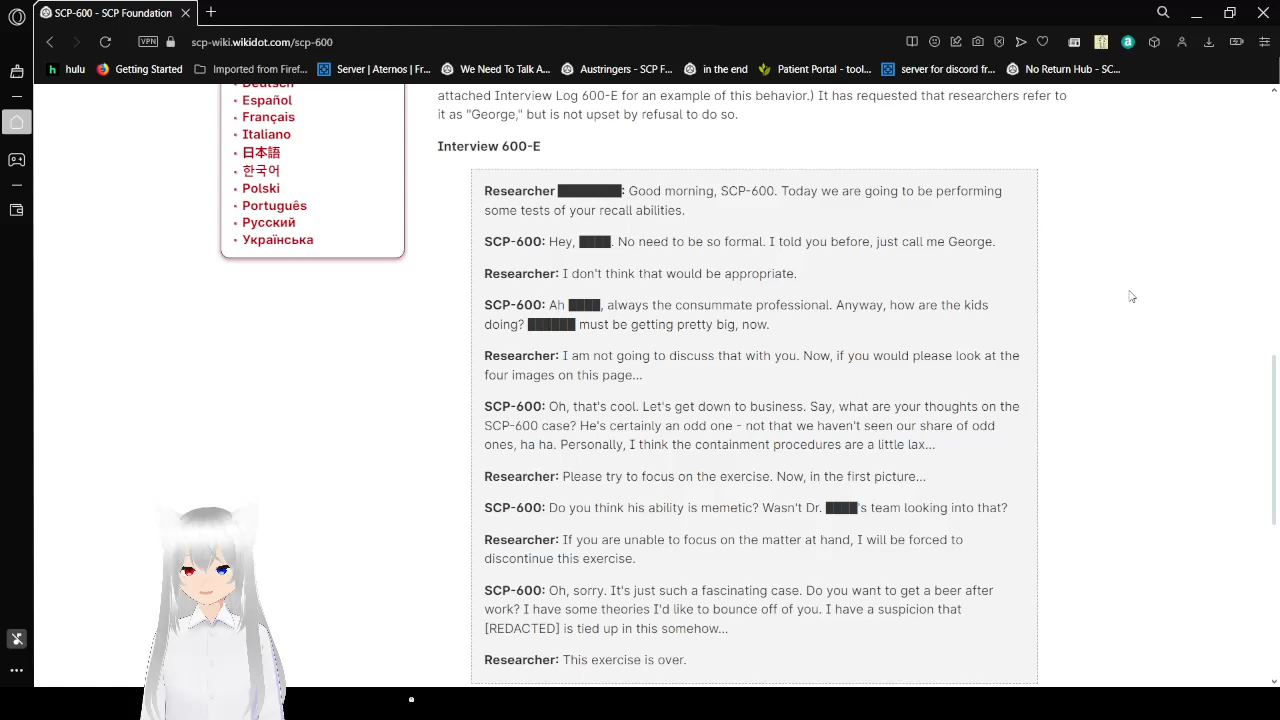 SCP-600 - SCP Foundation
VPN
scp-wiki.wikidot.com/scp-600
hulu
Getting Started
Imported from Firef...
Server | Aternos | Fr...
We Need To Talk A...
Austringers - SCP F...
in the end
Patient Portal - tool...
server for discord fr...
No Return Hub - SC...
Deutsch
Español
Français
Italiano
日本語
한국어
Polski
Português
Русский
Українська
attached Interview Log 600-E for an example of this behavior.) It has requested that researchers refer to
it as "George," but is not upset by refusal to do so.
Interview 600-E
Researcher ████████: Good morning, SCP-600. Today we are going to be performing
some tests of your recall abilities.
SCP-600: Hey, ████. No need to be so formal. I told you before, just call me George.
Researcher: I don't think that would be appropriate.
SCP-600: Ah ████, always the consummate professional. Anyway, how are the kids
doing? ██████ must be getting pretty big, now.
Researcher: I am not going to discuss that with you. Now, if you would please look at the
four images on this page...
SCP-600: Oh, that's cool. Let's get down to business. Say, what are your thoughts on the
SCP-600 case? He's certainly an odd one - not that we haven't seen our share of odd
ones, ha ha. Personally, I think the containment procedures are a little lax...
Researcher: Please try to focus on the exercise. Now, in the first picture...
SCP-600: Do you think his ability is memetic? Wasn't Dr. ████'s team looking into that?
Researcher: If you are unable to focus on the matter at hand, I will be forced to
discontinue this exercise.
SCP-600: Oh, sorry. It's just such a fascinating case. Do you want to get a beer after
work? I have some theories I'd like to bounce off of you. I have a suspicion that
[REDACTED] is tied up in this somehow...
Researcher: This exercise is over.